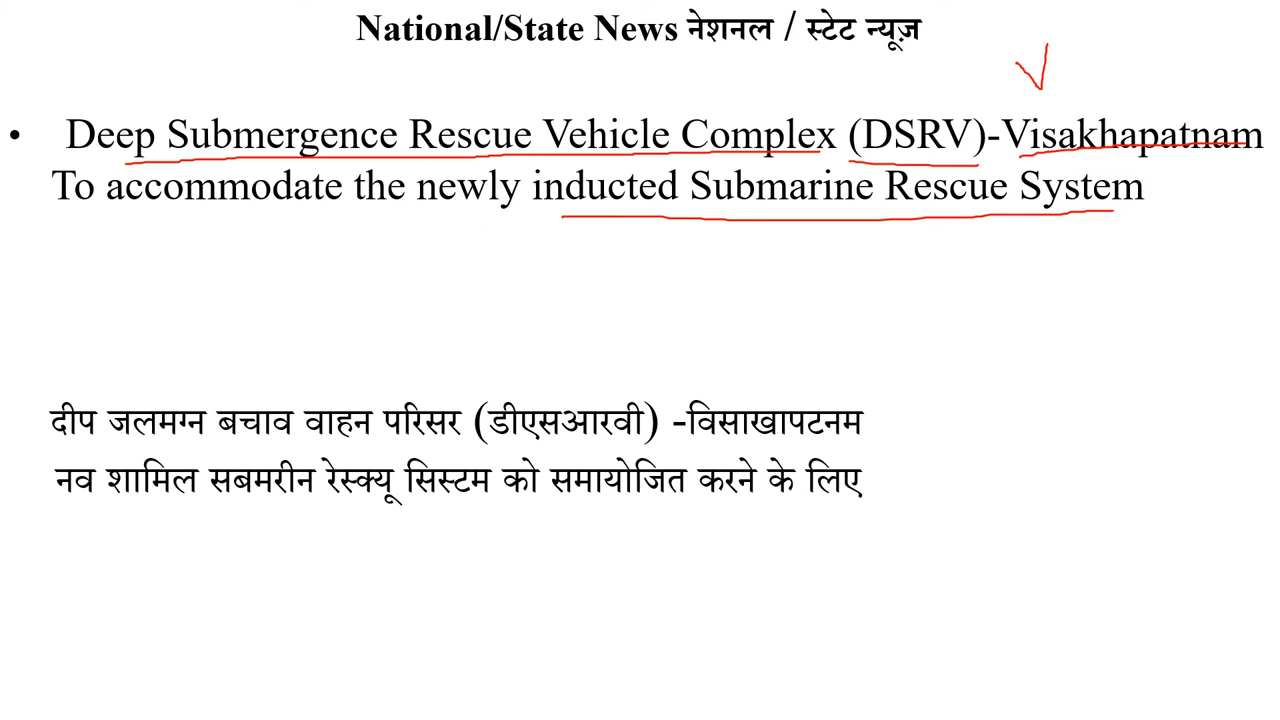 National/State News नेशनल / स्टेट न्यूज़
• Deep Submergence Rescue Vehicle Complex (DSRV)-Visakhapatnam
To accommodate the newly inducted Submarine Rescue System
दीप जलमग्न बचाव वाहन परिसर (डीएसआरवी) -विसाखापटनम
नव शामिल सबमरीन रेस्क्यू सिस्टम को समायोजित करने के लिए